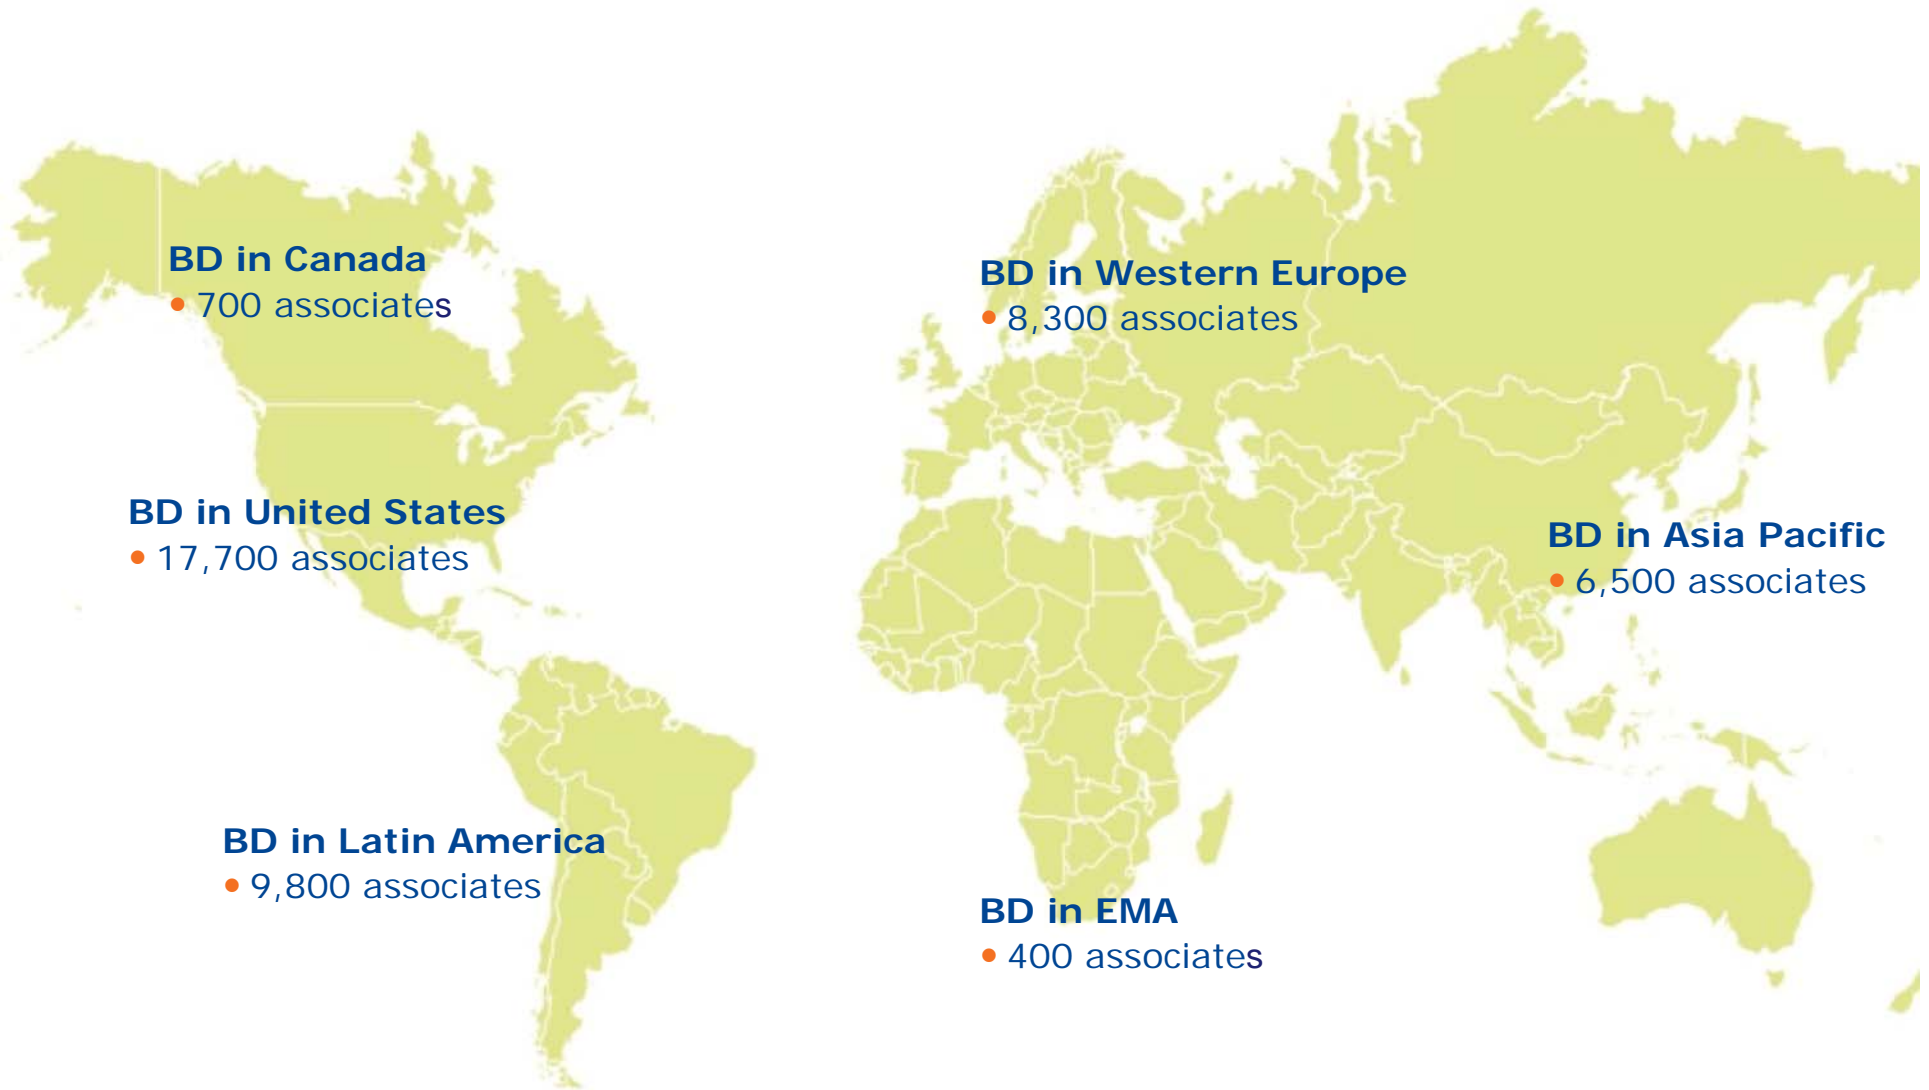 BD in Canada
• 700 associates
BD in Western Europe
• 8,300 associates
BD in United States
• 17,700 associates
BD in Asia Pacific
• 6,500 associates
BD in Latin America
• 9,800 associates
BD in EMA
• 400 associates